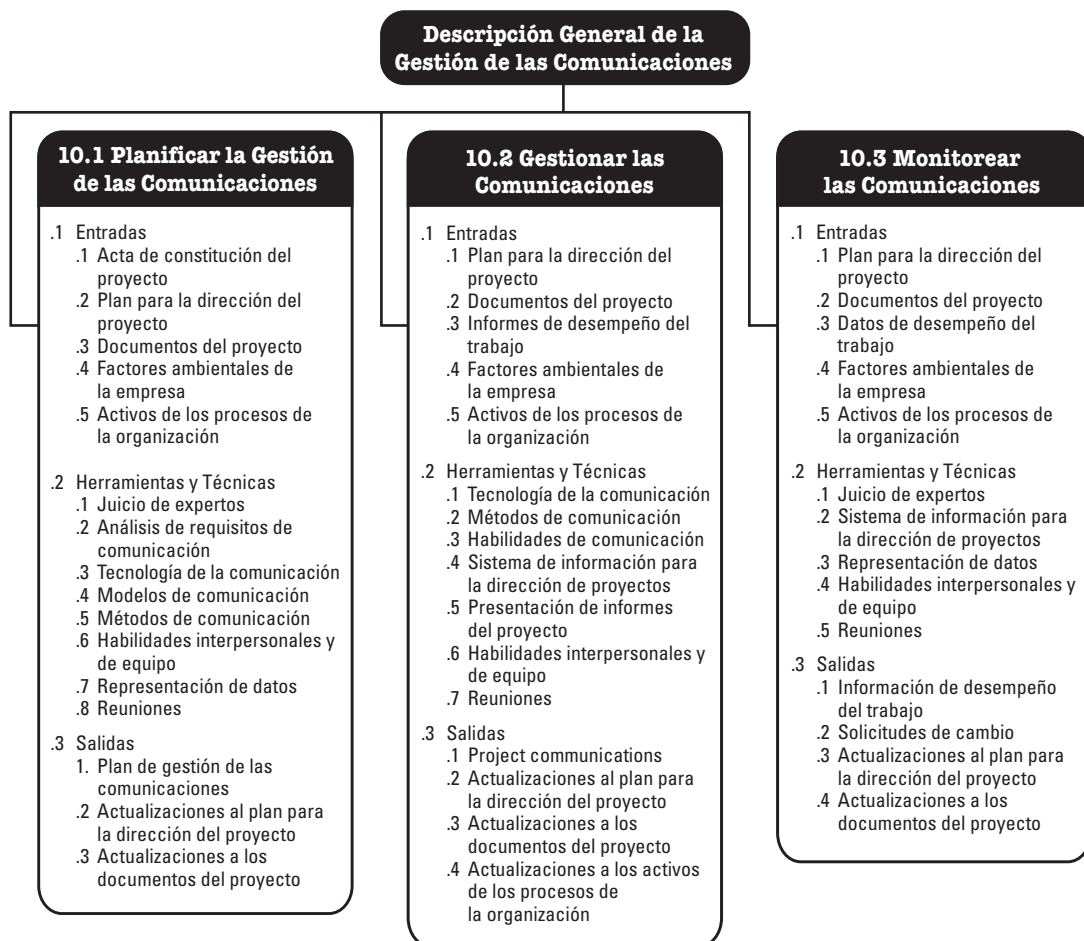 Descripción General de la
Gestión de las Comunicaciones
10.1 Planificar la Gestión
de las Comunicaciones
.1 Entradas
.1 Acta de constitución del
proyecto
.2 Plan para la dirección del
proyecto
.3 Documentos del proyecto
.4 Factores ambientales de
la empresa
.5 Activos de los procesos de
la organización
.2 Herramientas y Técnicas
.1 Juicio de expertos
.2 Análisis de requisitos de
comunicación
.3 Tecnología de la comunicación
.4 Modelos de comunicación
.5 Métodos de comunicación
.6 Habilidades interpersonales y
de equipo
.7 Representación de datos
.8 Reuniones
.3 Salidas
1. Plan de gestión de las
comunicaciones
.2 Actualizaciones al plan para
la dirección del proyecto
.3 Actualizaciones a los
documentos del proyecto
10.2 Gestionar las
Comunicaciones
.1 Entradas
.1 Plan para la dirección del
proyecto
.2 Documentos del proyecto
.3 Informes de desempeño del
trabajo
.4 Factores ambientales de
la empresa
.5 Activos de los procesos de
la organización
.2 Herramientas y Técnicas
.1 Tecnología de la comunicación
.2 Métodos de comunicación
.3 Habilidades de comunicación
.4 Sistema de información para
la dirección de proyectos
.5 Presentación de informes
del proyecto
.6 Habilidades interpersonales y
de equipo
.7 Reuniones
.3 Salidas
.1 Project communications
.2 Actualizaciones al plan para
la dirección del proyecto
.3 Actualizaciones a los
documentos del proyecto
.4 Actualizaciones a los activos
de los procesos de
la organización
10.3 Monitorear
las Comunicaciones
.1 Entradas
.1 Plan para la dirección del
proyecto
.2 Documentos del proyecto
.3 Datos de desempeño del
trabajo
.4 Factores ambientales de
la empresa
.5 Activos de los procesos de
la organización
.2 Herramientas y Técnicas
.1 Juicio de expertos
.2 Sistema de información para
la dirección de proyectos
.3 Representación de datos
.4 Habilidades interpersonales y
de equipo
.5 Reuniones
.3 Salidas
.1 Información de desempeño
del trabajo
.2 Solicitudes de cambio
.3 Actualizaciones al plan para
la dirección del proyecto
.4 Actualizaciones a los
documentos del proyecto